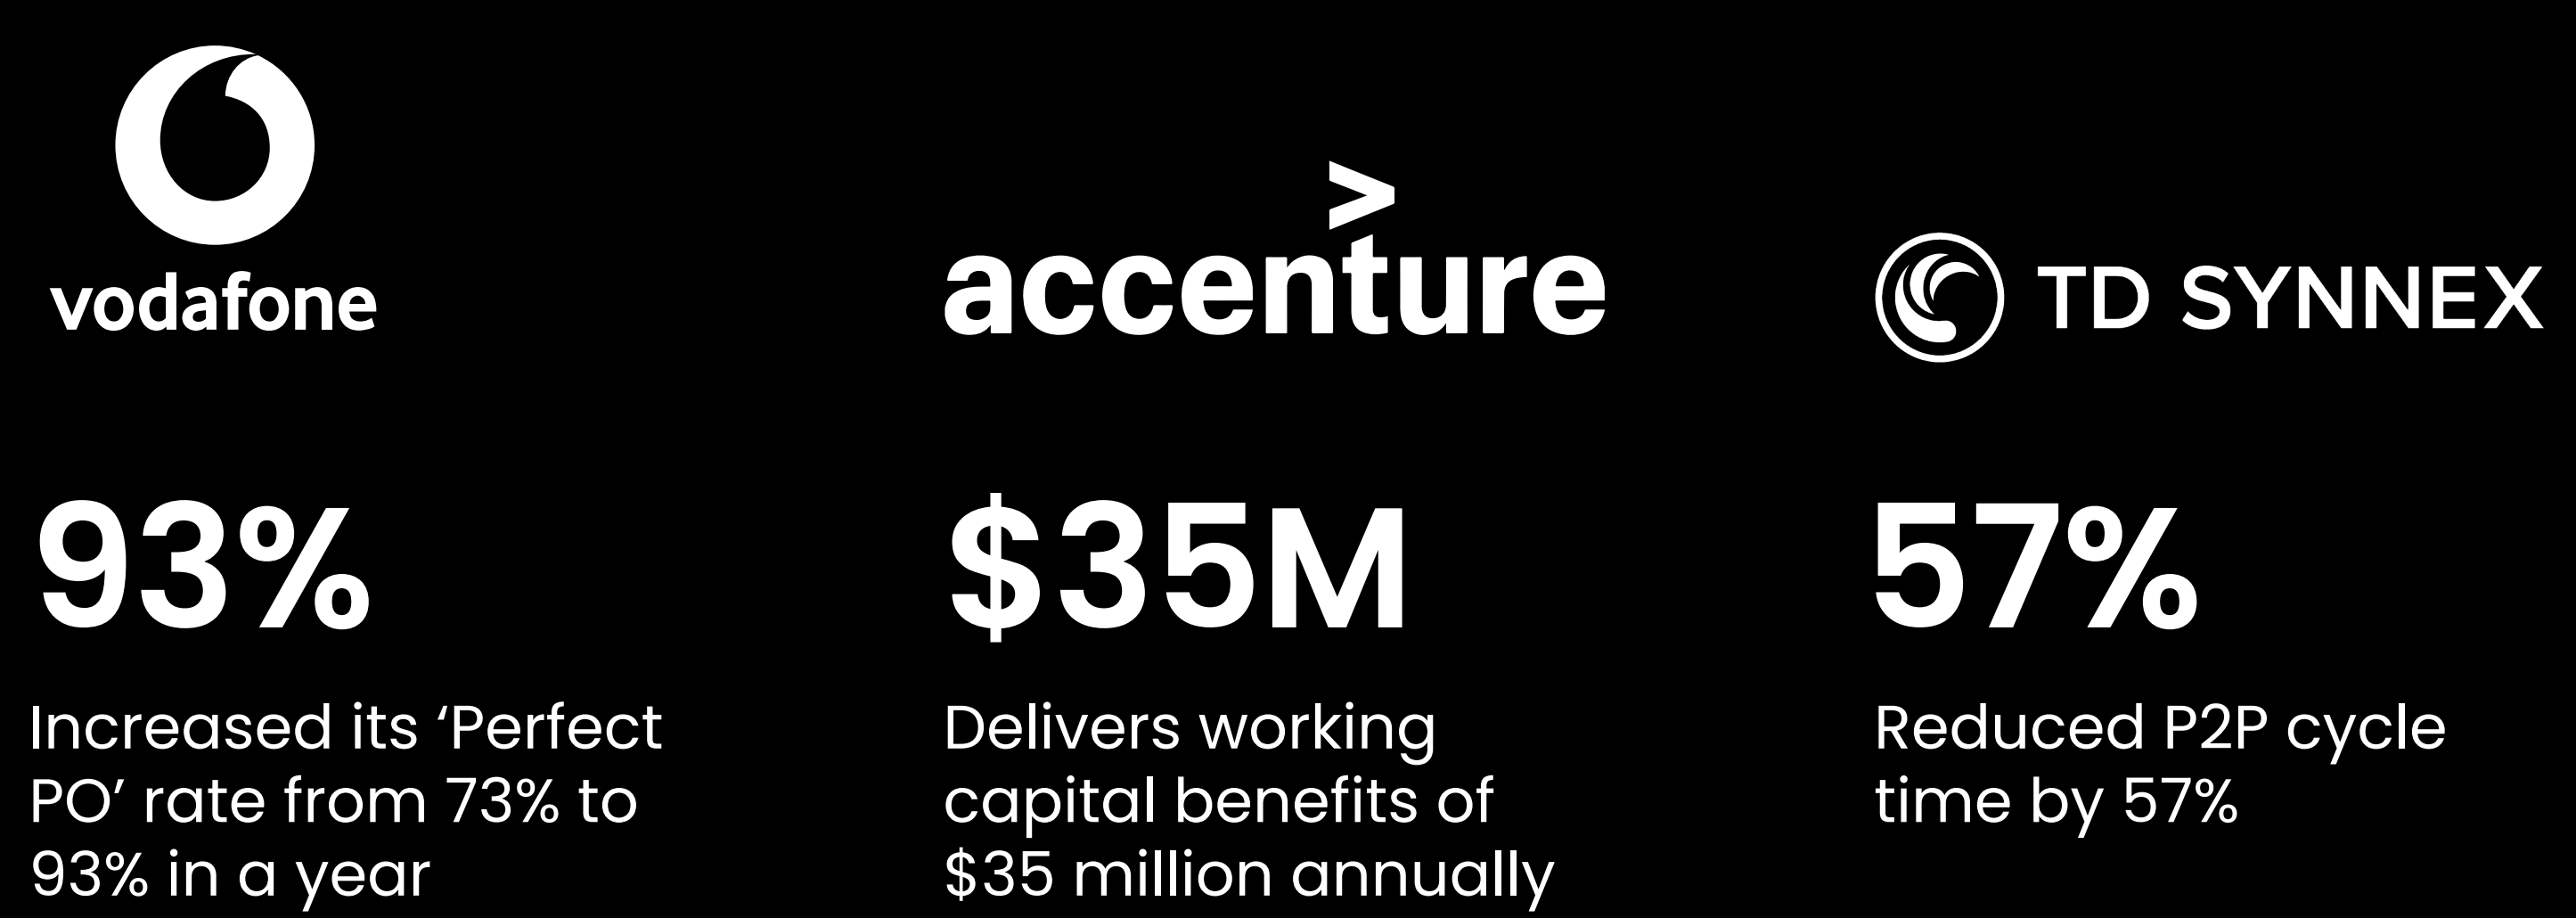 vodafone
93%
Increased its ‘Perfect
PO’ rate from 73% to
93% in a year
accenture
$35M
Delivers working
capital benefits of
$35 million annually
TD SYNNEX
57%
Reduced P2P cycle
time by 57%